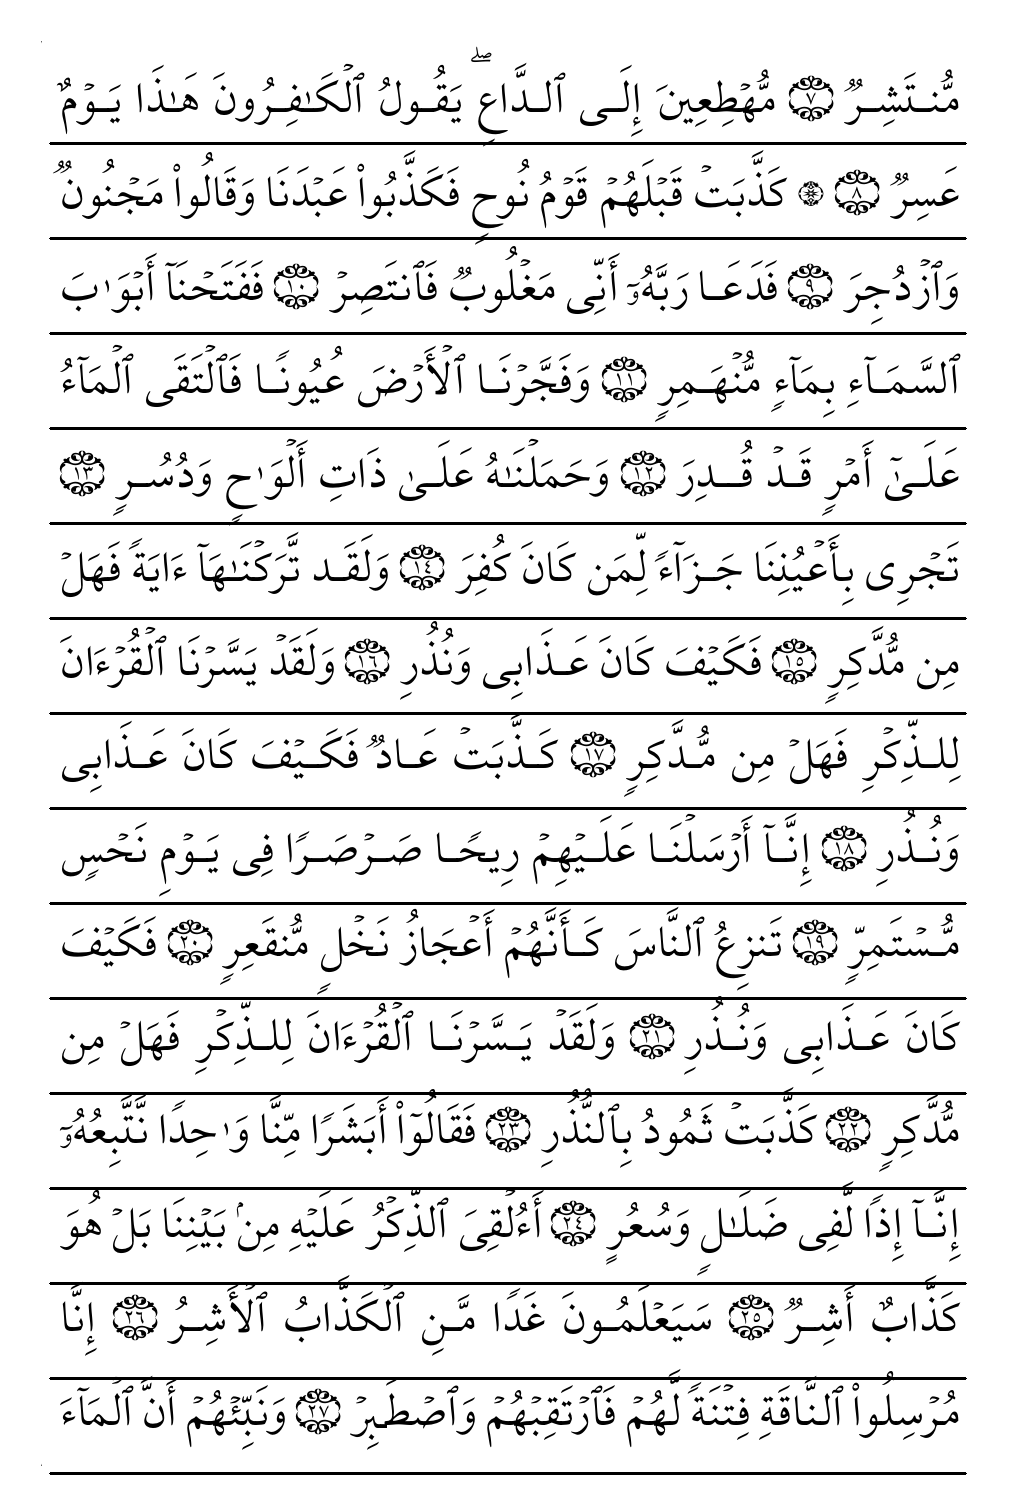 مُّنتَشِرٌ ٧ مُّهْطِعِينَ إِلَى ٱلدَّاعِ ۖ يَقُولُ ٱلْكَـٰفِرُونَ هَـٰذَا يَوْمٌ
عَسِرٌ ٨ ۞ كَذَّبَتْ قَبْلَهُمْ قَوْمُ نُوحٍ فَكَذَّبُوا۟ عَبْدَنَا وَقَالُوا۟ مَجْنُونٌ
وَٱزْدُجِرَ ٩ فَدَعَا رَبَّهُۥٓ أَنِّى مَغْلُوبٌ فَٱنتَصِرْ ١٠ فَفَتَحْنَآ أَبْوَٰبَ
ٱلسَّمَآءِ بِمَآءٍ مُّنْهَمِرٍ ١١ وَفَجَّرْنَا ٱلْأَرْضَ عُيُونًا فَٱلْتَقَى ٱلْمَآءُ
عَلَىٰٓ أَمْرٍ قَدْ قُدِرَ ١٢ وَحَمَلْنَـٰهُ عَلَىٰ ذَاتِ أَلْوَٰحٍ وَدُسُرٍ ١٣
تَجْرِى بِأَعْيُنِنَا جَزَآءً لِّمَن كَانَ كُفِرَ ١٤ وَلَقَد تَّرَكْنَـٰهَآ ءَايَةً فَهَلْ
مِن مُّدَّكِرٍ ١٥ فَكَيْفَ كَانَ عَذَابِى وَنُذُرِ ١٦ وَلَقَدْ يَسَّرْنَا ٱلْقُرْءَانَ
لِلذِّكْرِ فَهَلْ مِن مُّدَّكِرٍ ١٧ كَذَّبَتْ عَادٌ فَكَيْفَ كَانَ عَذَابِى
وَنُذُرِ ١٨ إِنَّآ أَرْسَلْنَا عَلَيْهِمْ رِيحًا صَرْصَرًا فِى يَوْمِ نَحْسٍ
مُّسْتَمِرٍّ ١٩ تَنزِعُ ٱلنَّاسَ كَأَنَّهُمْ أَعْجَازُ نَخْلٍ مُّنقَعِرٍ ٢٠ فَكَيْفَ
كَانَ عَذَابِى وَنُذُرِ ٢١ وَلَقَدْ يَسَّرْنَا ٱلْقُرْءَانَ لِلذِّكْرِ فَهَلْ مِن
مُّدَّكِرٍ ٢٢ كَذَّبَتْ ثَمُودُ بِٱلنُّذُرِ ٢٣ فَقَالُوٓا۟ أَبَشَرًا مِّنَّا وَٰحِدًا نَّتَّبِعُهُۥٓ
إِنَّآ إِذًا لَّفِى ضَلَـٰلٍ وَسُعُرٍ ٢٤ أَءُلْقِىَ ٱلذِّكْرُ عَلَيْهِ مِنۢ بَيْنِنَا بَلْ هُوَ
كَذَّابٌ أَشِرٌ ٢٥ سَيَعْلَمُونَ غَدًا مَّنِ ٱلْكَذَّابُ ٱلْأَشِرُ ٢٦ إِنَّا
مُرْسِلُوا۟ ٱلنَّاقَةِ فِتْنَةً لَّهُمْ فَٱرْتَقِبْهُمْ وَٱصْطَبِرْ ٢٧ وَنَبِّئْهُمْ أَنَّ ٱلْمَآءَ